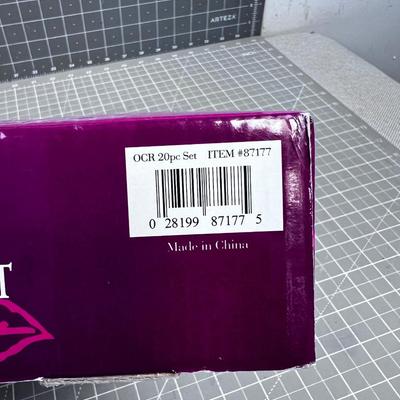 ARTEZA
OCR 20pc Set ITEM #87177
0 28199 87177 5
Made in China
T